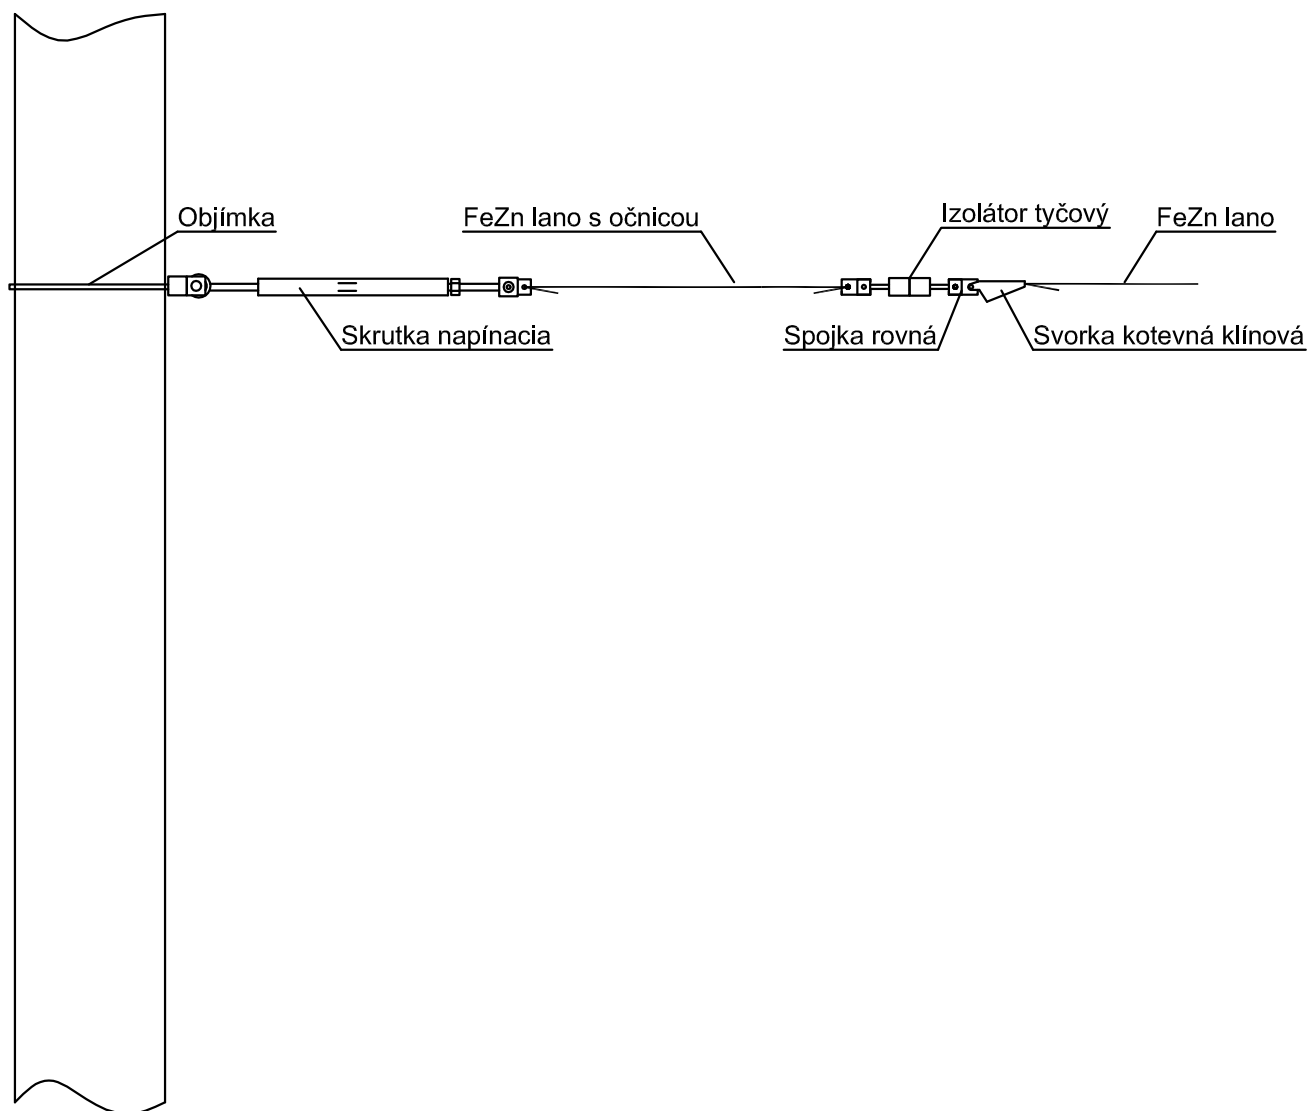 Objímka
FeZn lano s očnicou
Izolátor tyčový
FeZn lano
Skrutka napínacia
Spojka rovná
Svorka kotevná klínová